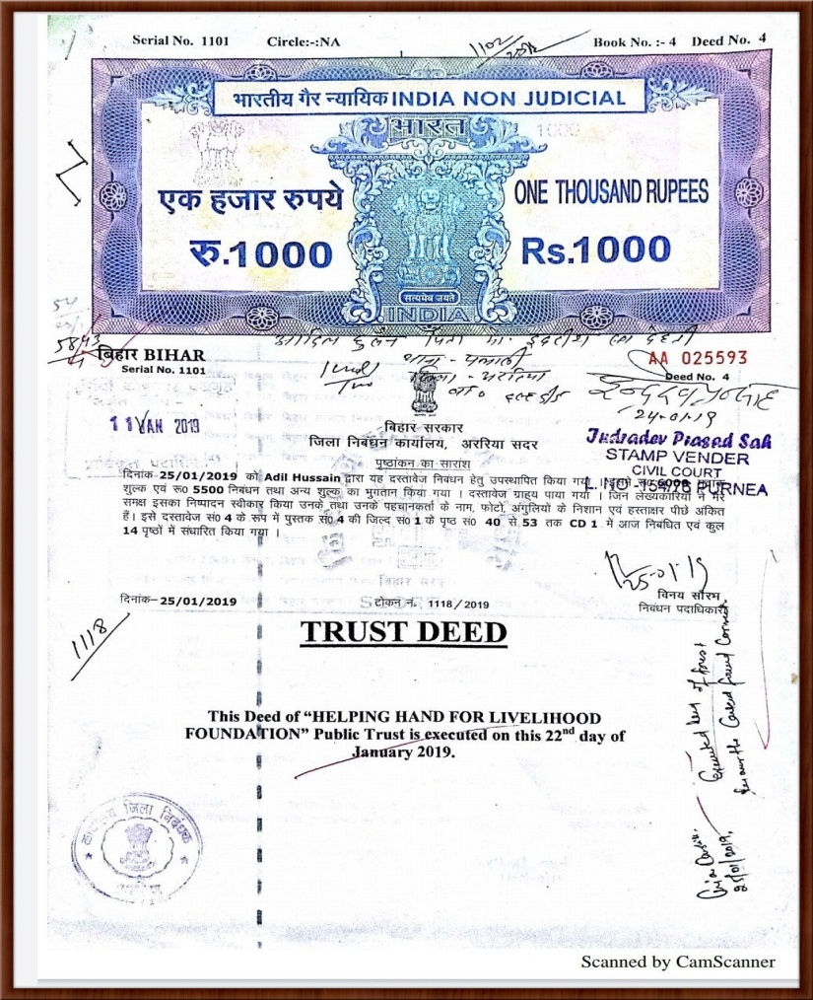 Serial No. 1101 Circle:-:NA Book No. :- 4 Deed No. 4
1102
भारतीय गैर न्यायिक INDIA NON JUDICIAL
भारत
1000
एक हजार रुपये ONE THOUSAND RUPEES
रु.1000 Rs.1000
सत्यमेव जयते
INDIA
बिहार BIHAR
AA 025593
Serial No. 1101 Deed No. 4
24-01-19
11 JAN 2019
बिहार सरकार
जिला निबंधन कार्यालय, अररिया सदर
Indradev Prasad Sah
STAMP VENDER
CIVIL COURT
PURNEA
पृष्ठांकन का सारांश
दिनांक-25/01/2019 को Adil Hussain द्वारा यह दस्तावेज निबंधन हेतु उपस्थापित किया गया ।
शुल्क एवं रू0 5500 निबंधन तथा अन्य शुल्क का भुगतान किया गया । दस्तावेज ग्राहय पाया गया । जिन लेख्यकारियों ने मेरे
समक्ष इसका निष्पादन स्वीकार किया उनके तथा उनके पहचानकर्ता के नाम, फोटो, अंगुलियों के निशान एवं हस्ताक्षर पीछे अंकित
हैं। इसे दस्तावेज सं0 4 के रूप में पुस्तक सं0 4 की जिल्द सं0 1 के पृष्ठ सं0 40 से 53 तक CD 1 में आज निबंधित एवं कुल
14 पृष्ठों में संधारित किया गया ।
25-01-19
विनय सौरभ
निबंधन पदाधिकारी
दिनांक-25/01/2019 टोकन नं. 1118/2019
1118
TRUST DEED
This Deed of “HELPING HAND FOR LIVELIHOOD
FOUNDATION” Public Trust is executed on this 22nd day of
January 2019.
25/01/2019
Scanned by CamScanner